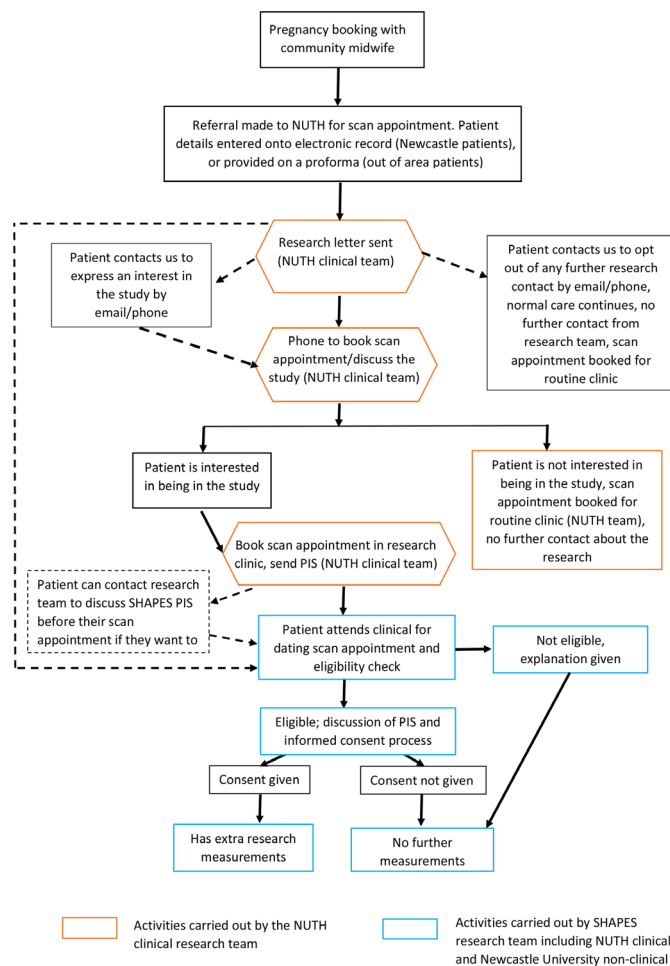 Pregnancy booking with
community midwife
Referral made to NUTH for scan appointment. Patient
details entered onto electronic record (Newcastle patients),
or provided on a proforma (out of area patients)
Research letter sent
(NUTH clinical team)
Patient contacts us to
express an interest in
the study by
email/phone
Patient contacts us to opt
out of any further research
contact by email/phone,
normal care continues, no
further contact from
research team, scan
appointment booked for
routine clinic
Phone to book scan
appointment/discuss the
study (NUTH clinical team)
Patient is interested
in being in the study
Patient is not interested in
being in the study, scan
appointment booked for
routine clinic (NUTH team),
no further contact about the
research
Book scan appointment in research
clinic, send PIS (NUTH clinical team)
Patient can contact research
team to discuss SHAPES PIS
before their scan
appointment if they want to
Patient attends clinical for
dating scan appointment and
eligibility check
Not eligible,
explanation given
Eligible; discussion of PIS and
informed consent process
Consent given
Consent not given
Has extra research
measurements
No further
measurements
Activities carried out by the NUTH
clinical research team
Activities carried out by SHAPES
research team including NUTH clinical
and Newcastle University non-clinical